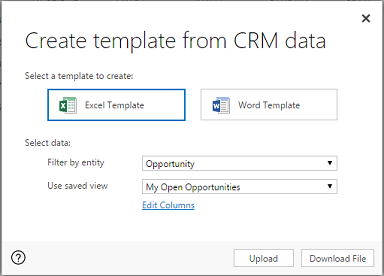 Create template from CRM data
Select a template to create:
Excel Template
Word Template
Select data:
Filter by entity
Opportunity
Use saved view
My Open Opportunities
Edit Columns
Upload
Download File